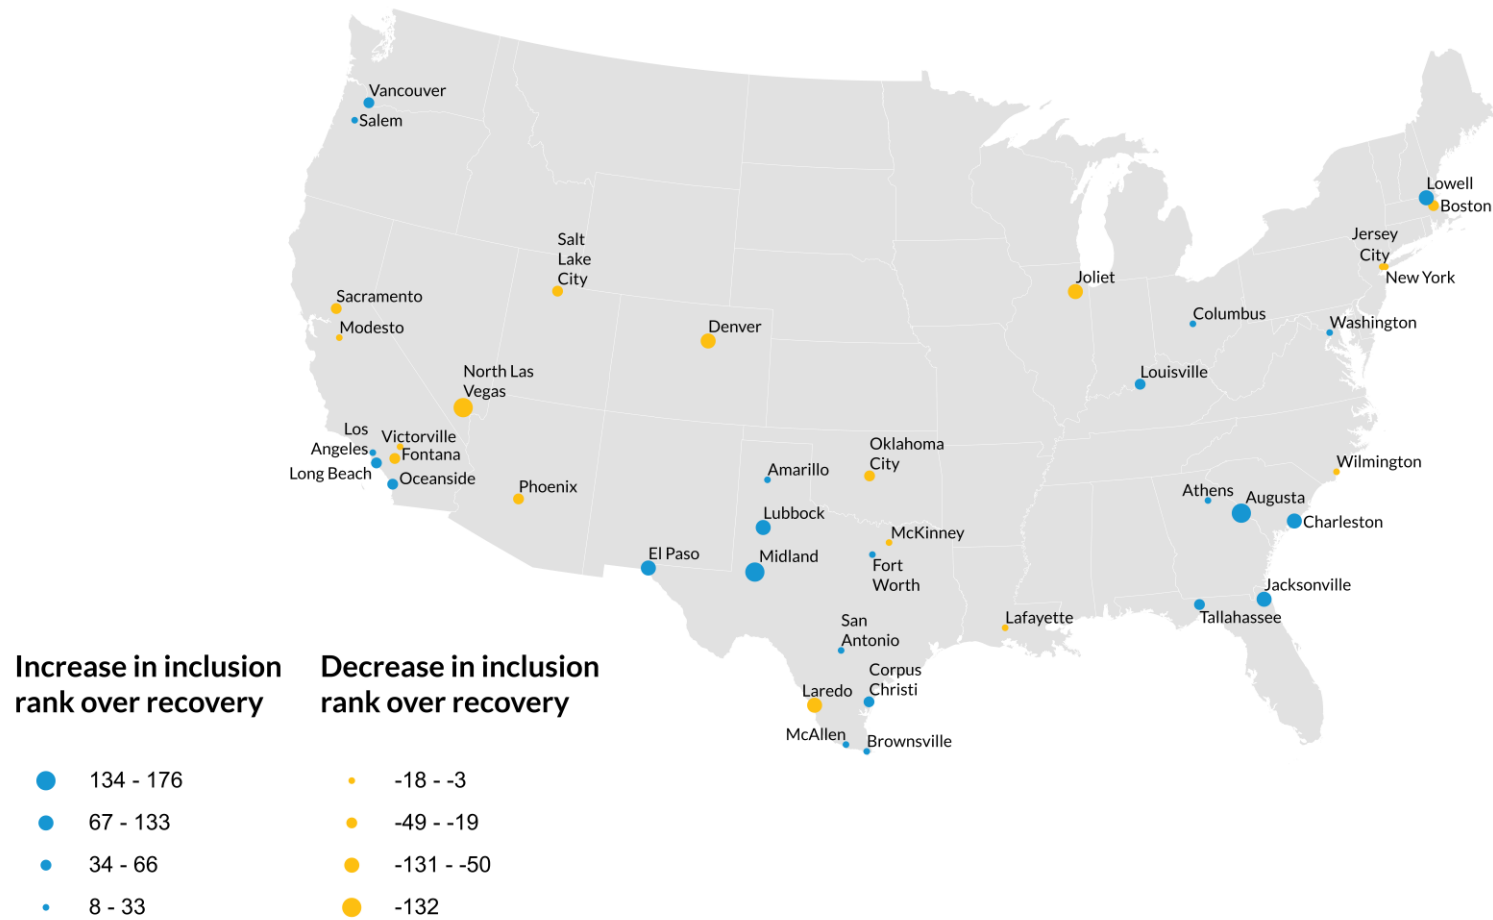 Vancouver
Salem
Lowell
Boston
Jersey
City
New York
Salt
Lake
City
Joliet
Sacramento
Modesto
Columbus
Washington
Denver
North Las
Vegas
Louisville
Los
Angeles
Victorville
Fontana
Long Beach
Oceanside
Oklahoma
City
Amarillo
Wilmington
Phoenix
Athens
Augusta
Charleston
Lubbock
McKinney
El Paso
Midland
Fort
Worth
Jacksonville
Tallahassee
Lafayette
San
Antonio
Corpus
Christi
Laredo
McAllen
Brownsville
Increase in inclusion
rank over recovery
134 - 176
67 - 133
34 - 66
8 - 33
Decrease in inclusion
rank over recovery
-18 - -3
-49 - -19
-131 - -50
-132